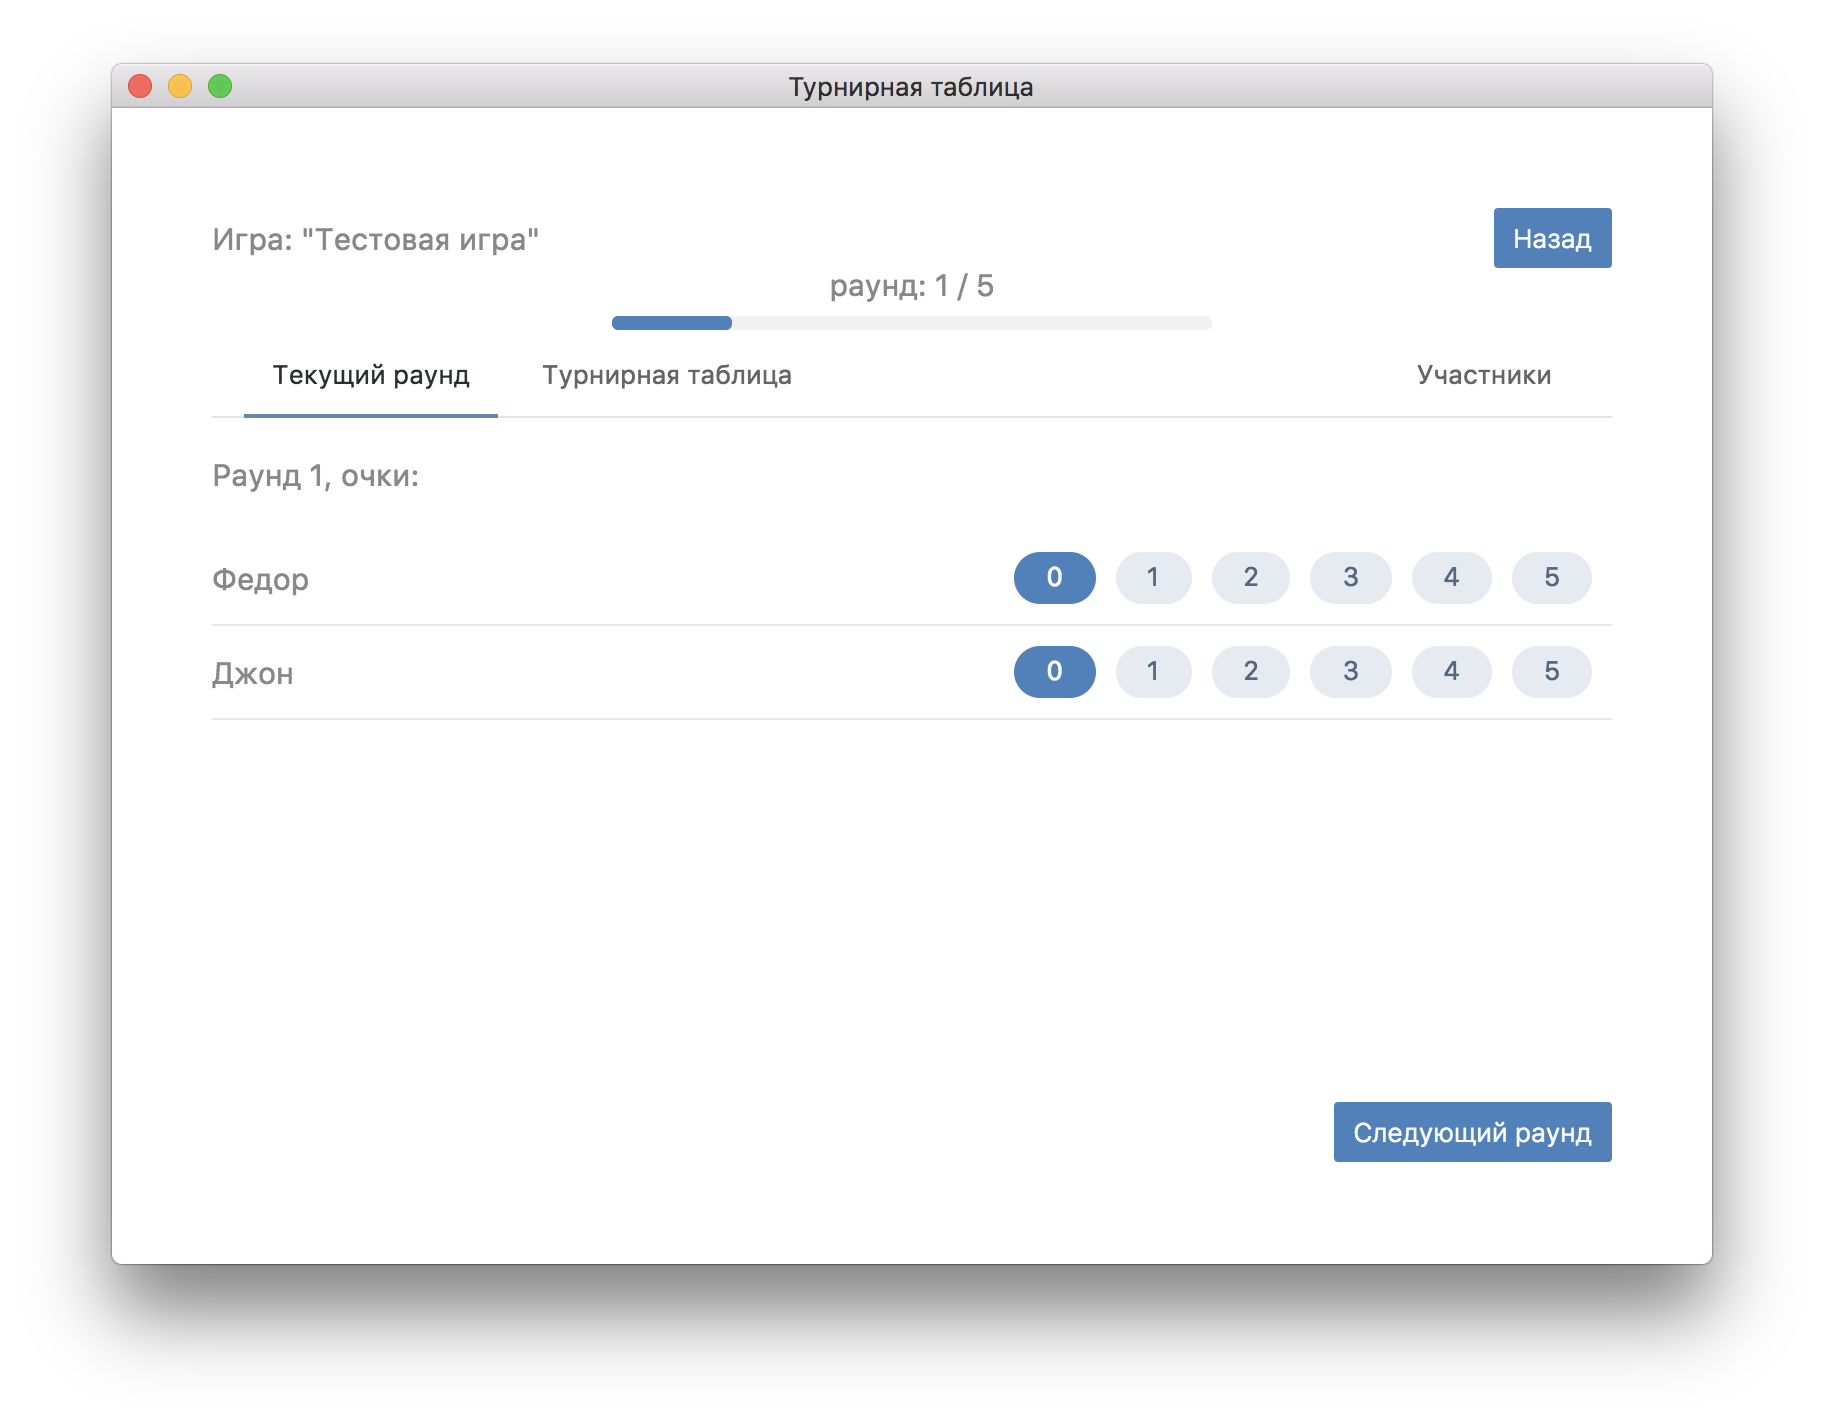 Турнирная таблица
Игра: "Тестовая игра"
Назад
раунд: 1 / 5
Текущий раунд Турнирная таблица Участники
Раунд 1, очки:
Федор 0 1 2 3 4 5
Джон 0 1 2 3 4 5
Следующий раунд